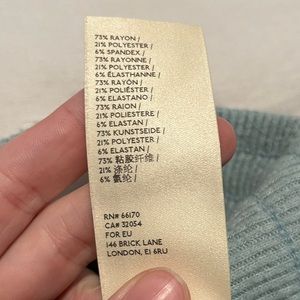 73% RAYON /
21% POLYESTER /
6% SPANDEX /
73% RAYONNE /
21% POLYESTER /
6% ÉLASTHANNE /
73% RAYÓN /
21% POLIÉSTER /
6% ELASTANO /
73% RAION /
21% POLIESTERE /
6% ELASTAN /
73% KUNSTSEIDE /
21% POLYESTER /
6% ELASTAN /
73% 粘胶纤维 /
21% 涤纶 /
6% 氨纶 /
RN# 66170
CA# 32054
FOR EU
146 BRICK LANE
LONDON, E1 6RU